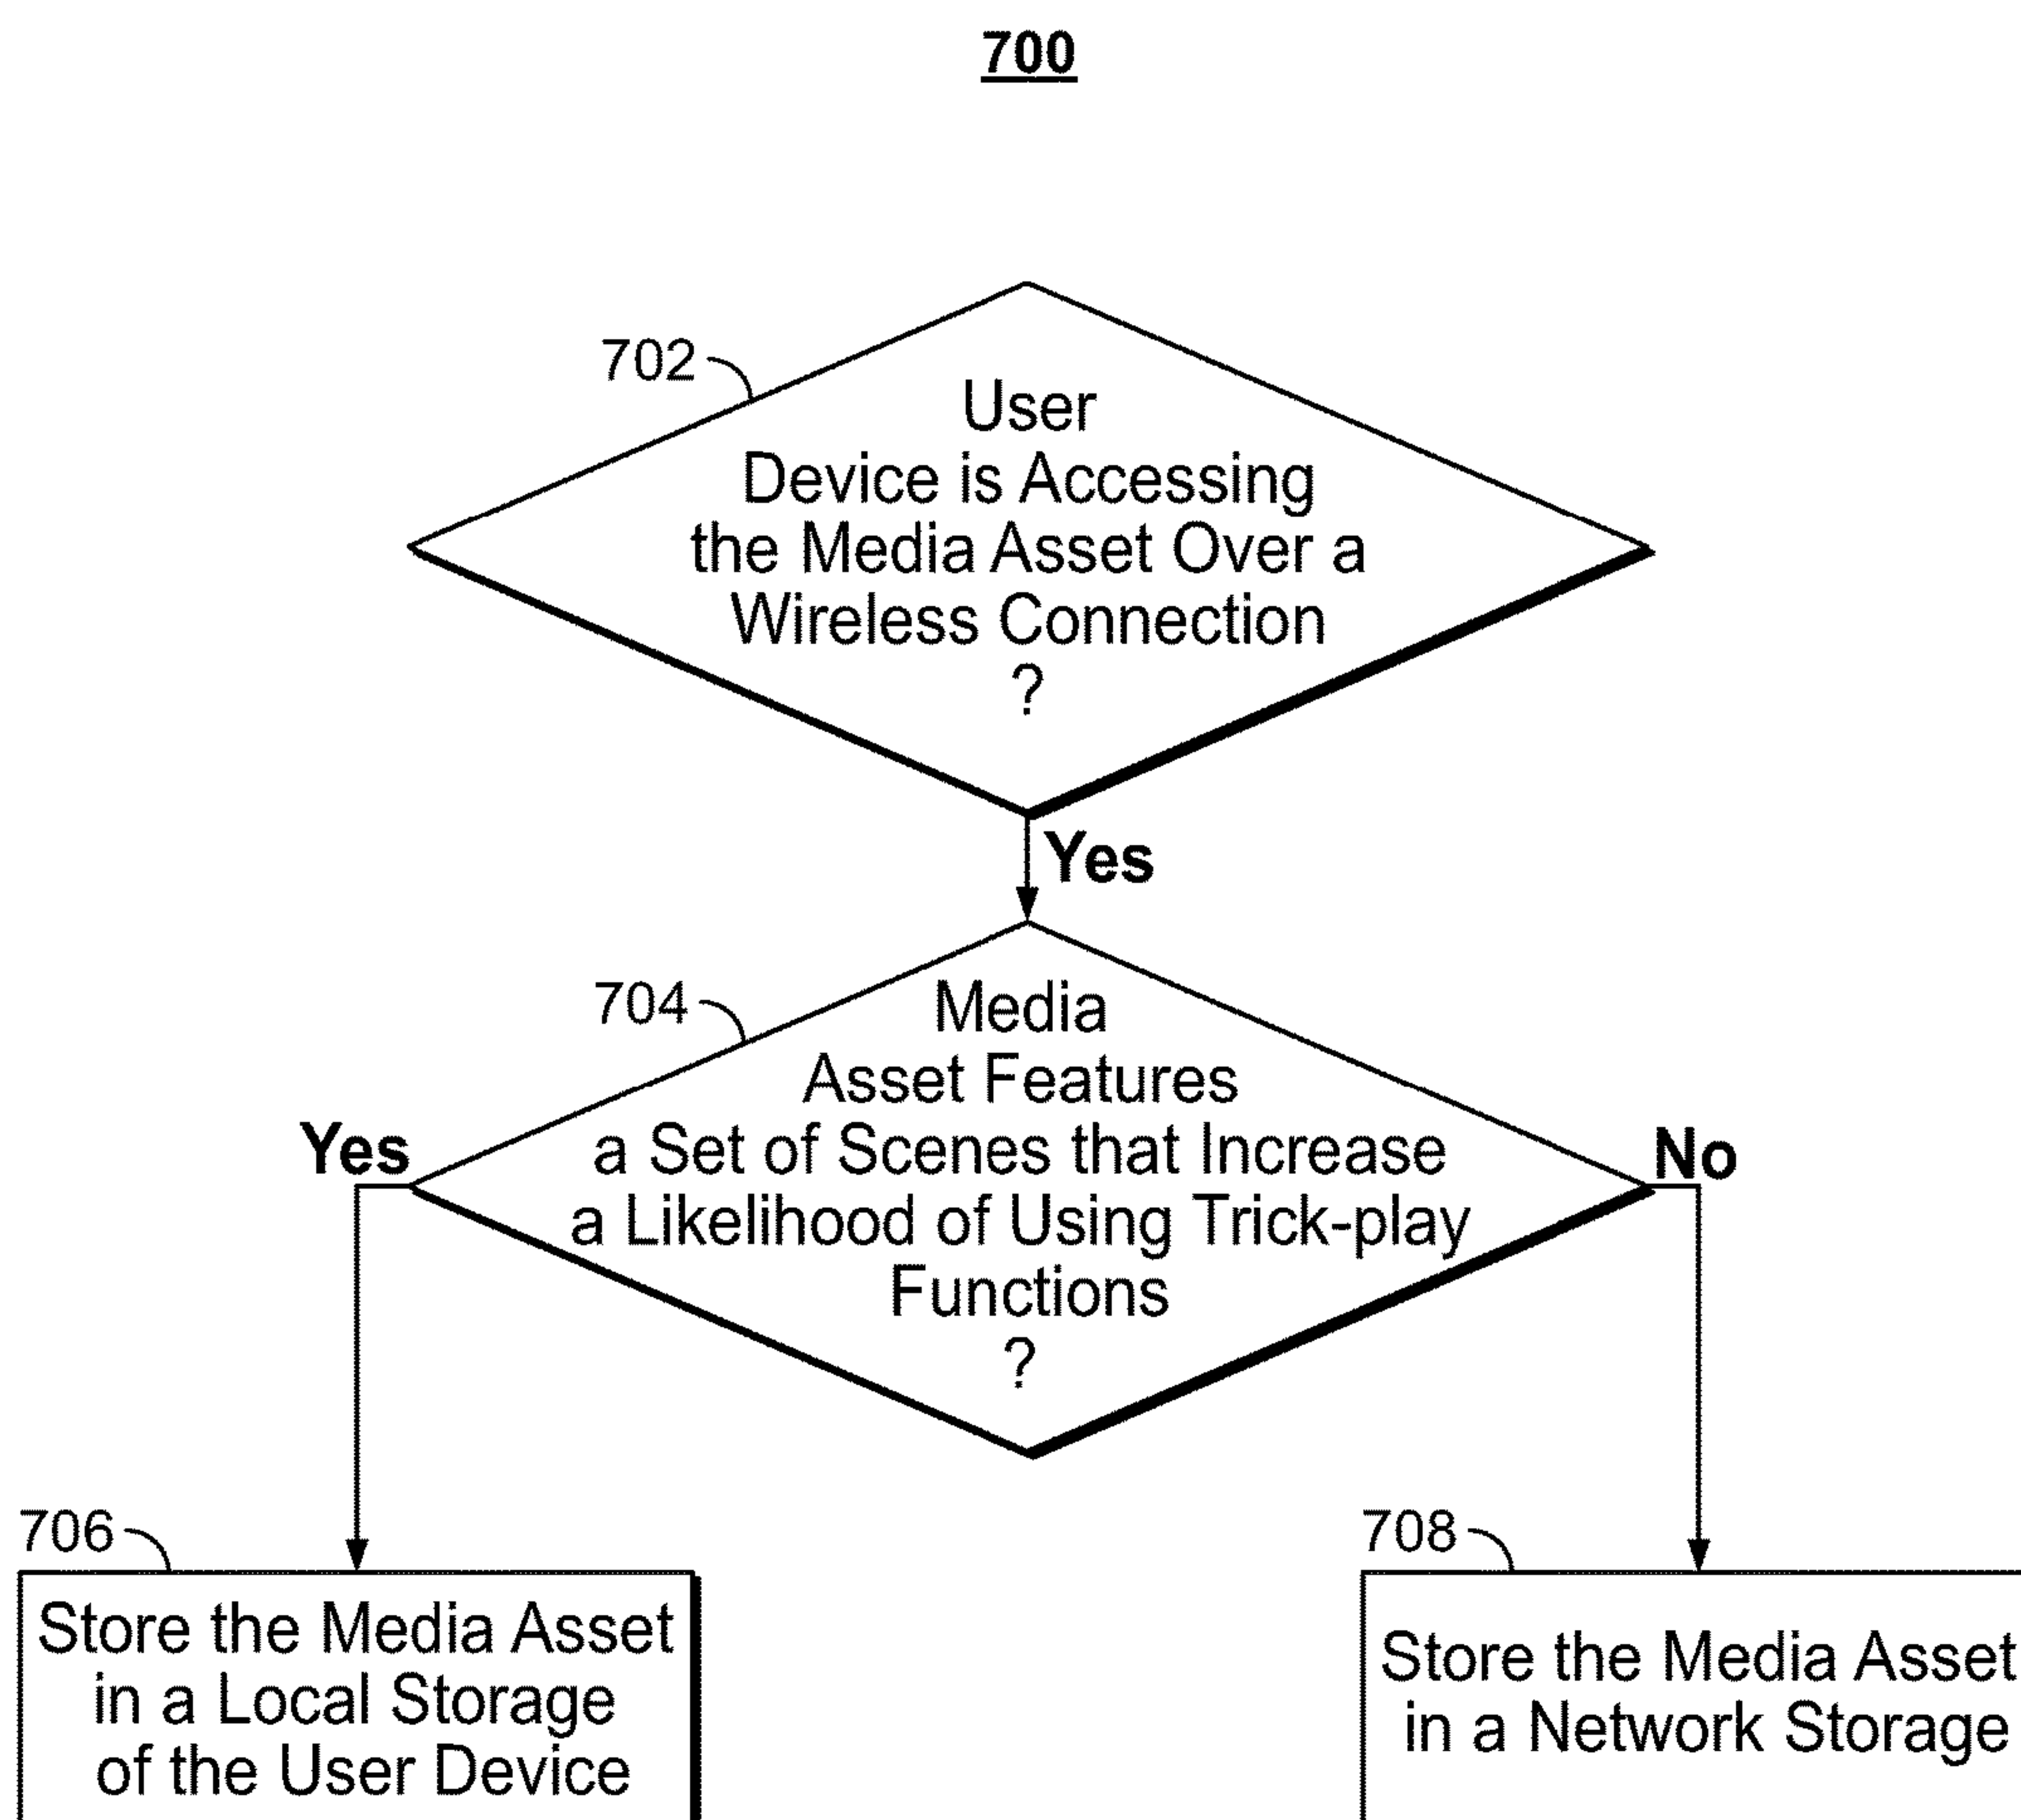 700
702
User
Device is Accessing
the Media Asset Over a
Wireless Connection
?
Yes
704
Media
Asset Features
a Set of Scenes that Increase
a Likelihood of Using Trick-play
Functions
?
Yes
No
706
Store the Media Asset
in a Local Storage
of the User Device
708
Store the Media Asset
in a Network Storage